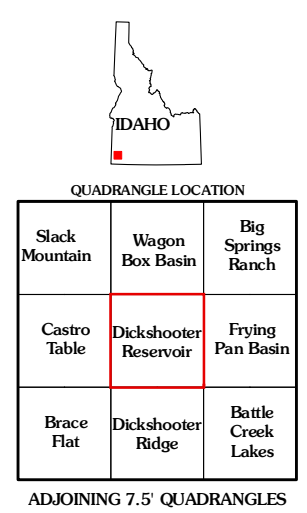 IDAHO
QUADRANGLE LOCATION
Slack
Mountain
Wagon
Box Basin
Big
Springs
Ranch
Castro
Table
Dickshooter
Reservoir
Frying
Pan Basin
Brace
Flat
Dickshooter
Ridge
Battle
Creek
Lakes
ADJOINING 7.5' QUADRANGLES